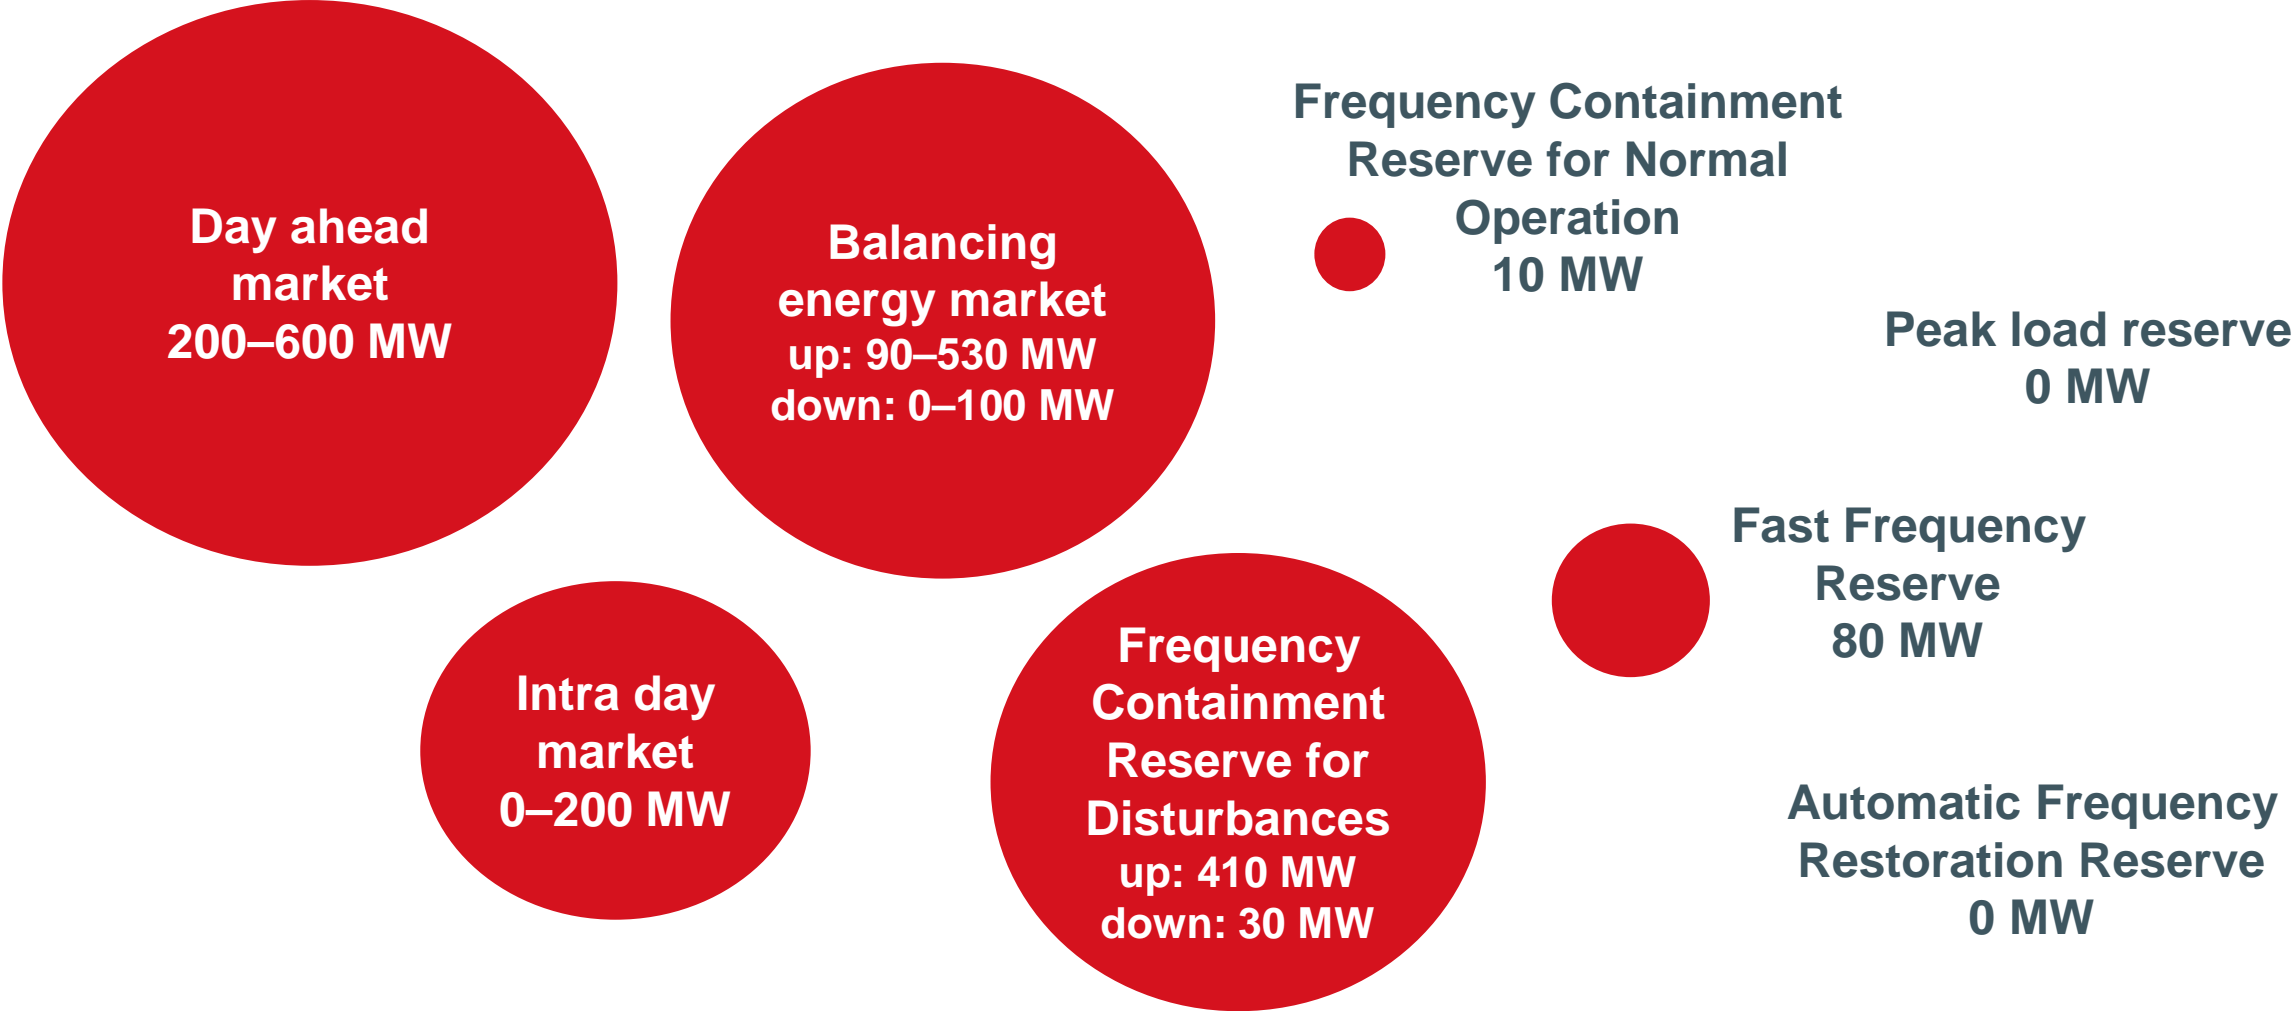 Day ahead
market
200–600 MW
Balancing
energy market
up: 90–530 MW
down: 0–100 MW
Frequency Containment
Reserve for Normal
Operation
10 MW
Peak load reserve
0 MW
Intra day
market
0–200 MW
Frequency
Containment
Reserve for
Disturbances
up: 410 MW
down: 30 MW
Fast Frequency
Reserve
80 MW
Automatic Frequency
Restoration Reserve
0 MW